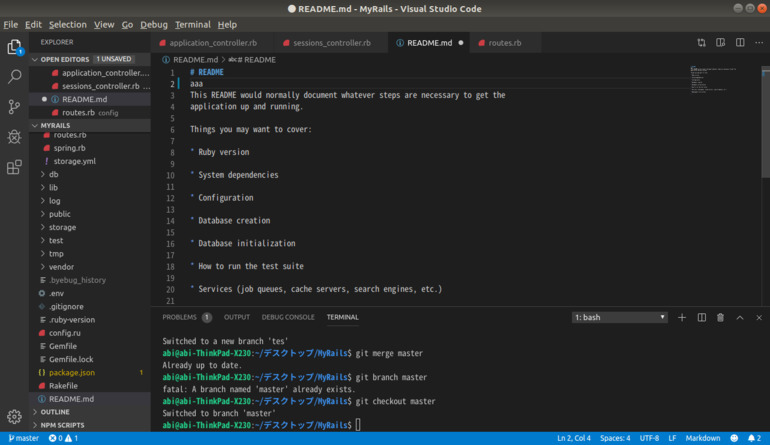 README.md - MyRails - Visual Studio Code
File Edit Selection View Go Debug Terminal Help
EXPLORER
application_controller.rb
sessions_controller.rb
README.md
routes.rb
OPEN EDITORS 1 UNSAVED
application_controller....
sessions_controller.rb ...
README.md
routes.rb config
MYRAILS
routes.rb
spring.rb
storage.yml
db
lib
log
public
storage
test
tmp
vendor
.byebug_history
.env
.gitignore
.ruby-version
config.ru
Gemfile
Gemfile.lock
package.json 1
Rakefile
README.md
OUTLINE
NPM SCRIPTS
README.md > # README
1 # README
2 aaa
3 This README would normally document whatever steps are necessary to get the
4 application up and running.
5
6 Things you may want to cover:
7
8 * Ruby version
9
10 * System dependencies
11
12 * Configuration
13
14 * Database creation
15
16 * Database initialization
17
18 * How to run the test suite
19
20 * Services (job queues, cache servers, search engines, etc.)
21
PROBLEMS 1 OUTPUT DEBUG CONSOLE TERMINAL
1: bash
Switched to a new branch 'tes'
abi@abi-ThinkPad-X230:~/デスクトップ/MyRails$ git merge master
Already up to date.
abi@abi-ThinkPad-X230:~/デスクトップ/MyRails$ git branch master
fatal: A branch named 'master' already exists.
abi@abi-ThinkPad-X230:~/デスクトップ/MyRails$ git checkout master
Switched to branch 'master'
abi@abi-ThinkPad-X230:~/デスクトップ/MyRails$
master 0 1
Ln 2, Col 4 Spaces: 4 UTF-8 LF Markdown 2